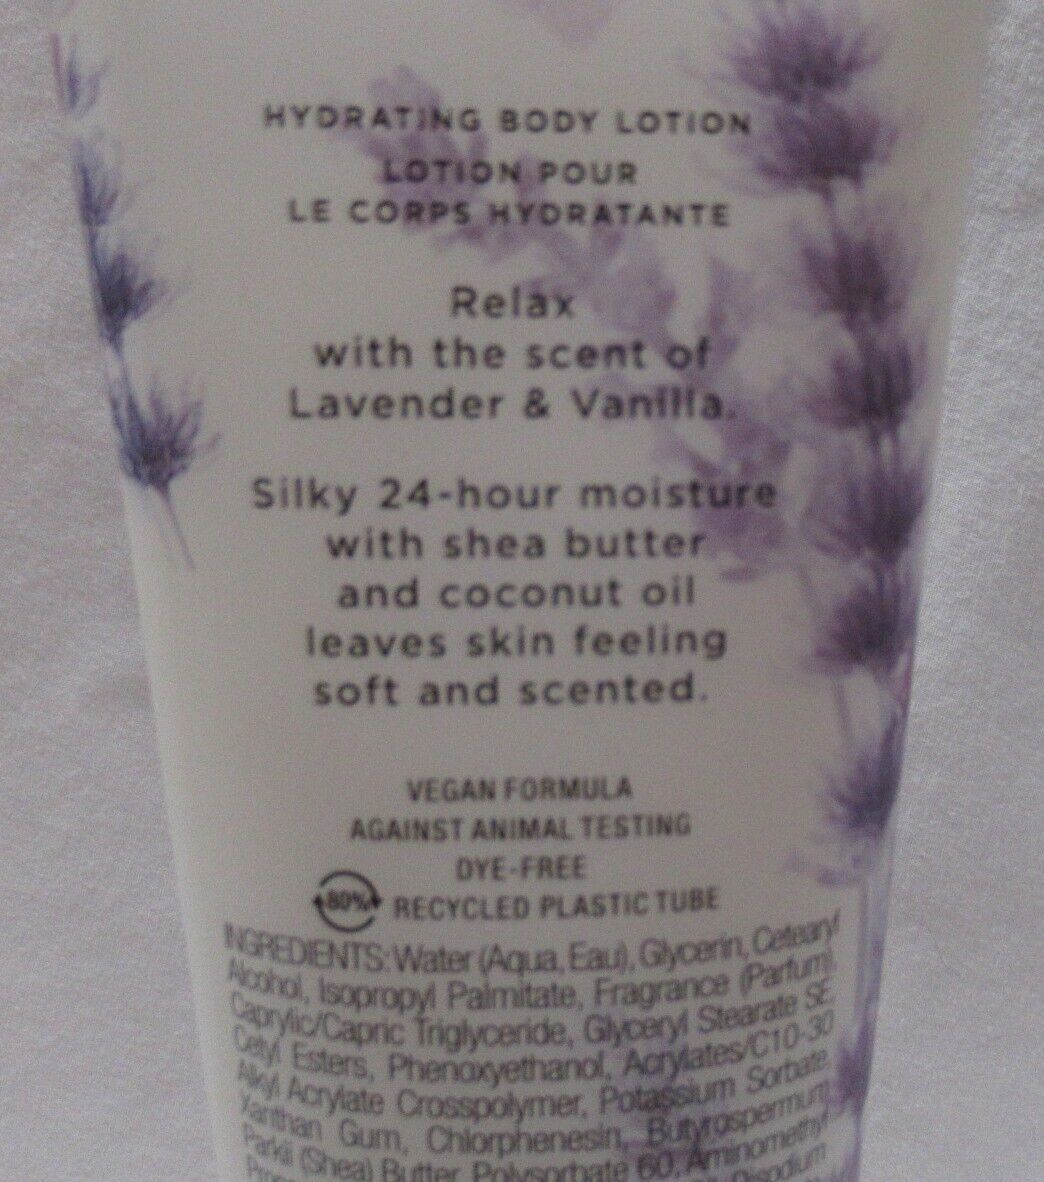 HYDRATING BODY LOTION
LOTION POUR
LE CORPS HYDRATANTE
Relax
with the scent of
Lavender & Vanilla.
Silky 24-hour moisture
with shea butter
and coconut oil
leaves skin feeling
soft and scented.
VEGAN FORMULA
AGAINST ANIMAL TESTING
DYE-FREE
80% RECYCLED PLASTIC TUBE
INGREDIENTS: Water (Aqua, Eau), Glycerin, Cetearyl
Alcohol, Isopropyl Palmitate, Fragrance (Parfum),
Caprylic/Capric Triglyceride, Glyceryl Stearate SE,
Cetyl Esters, Phenoxyethanol, Acrylates/C10-30
Alkyl Acrylate Crosspolymer, Potassium Sorbate,
Xanthan Gum, Chlorphenesin, Butyrospermum
Parkii (Shea) Butter, Polysorbate 60, Aminomethyl
Disodium